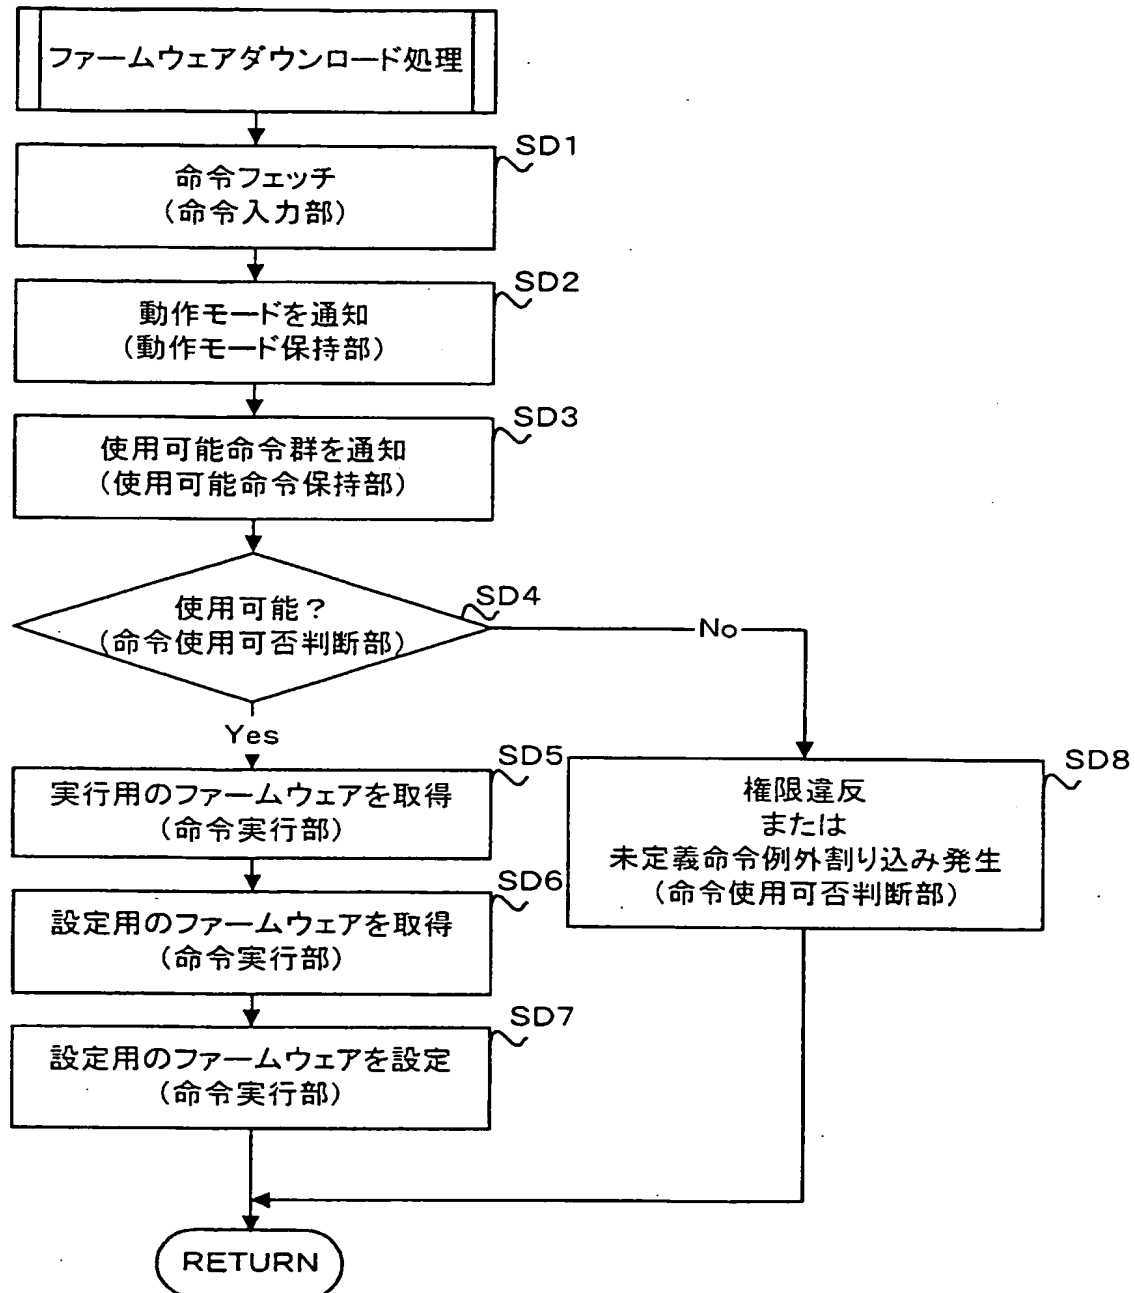 ファームウェアダウンロード処理
SD1
命令フェッチ
(命令入力部)
SD2
動作モードを通知
(動作モード保持部)
SD3
使用可能命令群を通知
(使用可能命令保持部)
SD4
使用可能?
(命令使用可否判断部)
No
Yes
SD5
実行用のファームウェアを取得
(命令実行部)
SD8
権限違反
または
未定義命令例外割り込み発生
(命令使用可否判断部)
SD6
設定用のファームウェアを取得
(命令実行部)
SD7
設定用のファームウェアを設定
(命令実行部)
RETURN